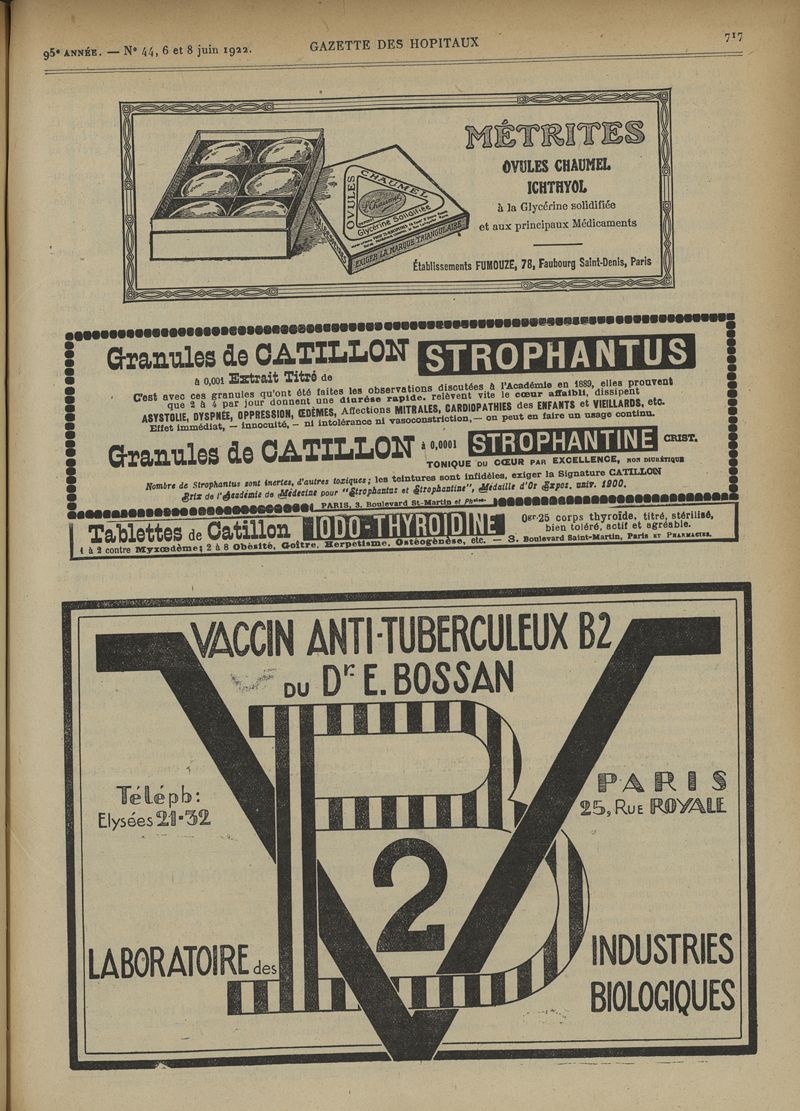 95e ANNÉE. — No 44, 6 et 8 juin 1922.
GAZETTE DES HOPITAUX
717
MÉTRITES
OVULES CHAUMEL
ICHTHYOL
à la Glycérine solidifiée
et aux principaux Médicaments
Établissements FUMOUZE, 78, Faubourg Saint-Denis, Paris
OVULES
CHAUMEL
Glycérine Solidifiée
EXIGER LA MARQUE TRIANGULAIRE
Granules de CATILLON STROPHANTUS
à 0,001 Extrait Titré de
C'est avec ces granules qu'ont été faites les observations discutées à l'Académie en 1889, elles prouvent
que 2 à 4 par jour donnent une diurèse rapide, relèvent vite le cœur affaibli, dissipent
ASYSTOLIE, DYSPNÉE, OPPRESSION, ŒDÈMES, Affections MITRALES, CARDIOPATHIES des ENFANTS et VIEILLARDS, etc.
Effet immédiat, — innocuité, — ni intolérance ni vasoconstriction, — on peut en faire un usage continu.
Granules de CATILLON à 0,0001 STROPHANTINE CRIST.
TONIQUE DU CŒUR PAR EXCELLENCE, NON DIURÉTIQUE
Nombre de Strophantus sont inertes, d'autres toxiques; les teintures sont infidèles, exiger la Signature CATILLON
Prix de l'Académie de Médecine pour "Strophantus et Strophantine", Médaille d'Or Expos. univ. 1900.
PARIS, 3, Boulevard St-Martin et Phies.
Tablettes de Catillon IODO-THYROÏDINE
0gr.25 corps thyroïde, titré, stérilisé,
bien toléré, actif et agréable.
1 à 2 contre Myxœdème; 2 à 8 Obésité, Goître, Herpétisme, Ostéogénèse, etc. — 3, Boulevard Saint-Martin, Paris ET PHARMACIES.
VACCIN ANTI-TUBERCULEUX B2
DU Dr. E. BOSSAN
B
V
2
Téléph:
Elysées 21-32
PARIS
25, RUE ROYALE
LABORATOIRE des
INDUSTRIES
BIOLOGIQUES